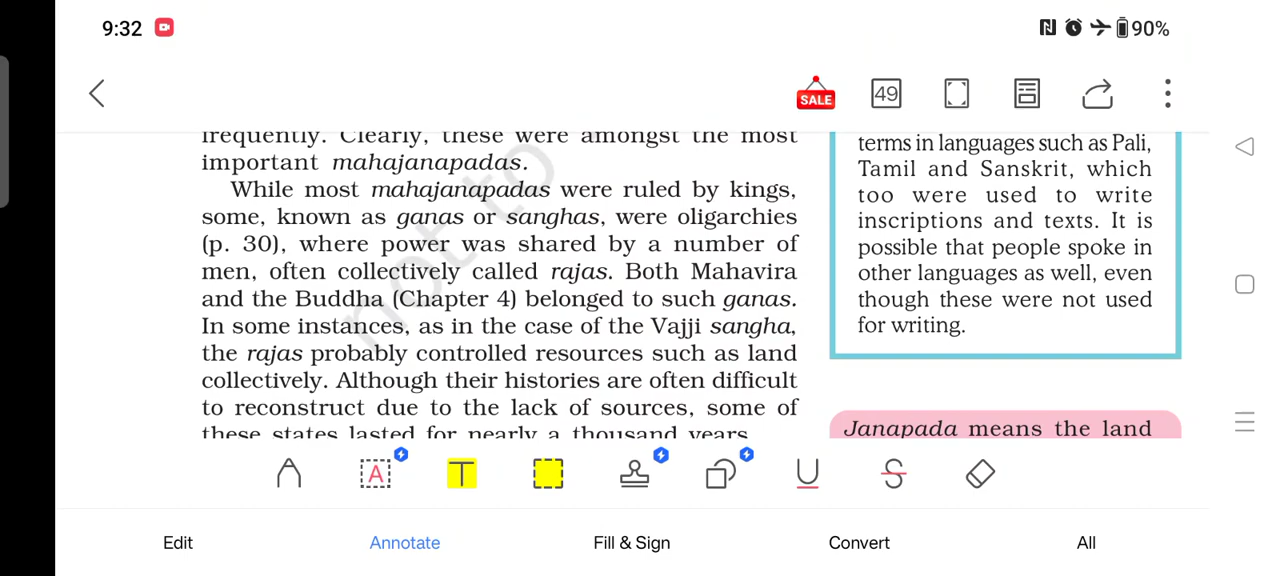 9:32
90%
SALE
49
frequently. Clearly, these were amongst the most
important mahajanapadas.
While most mahajanapadas were ruled by kings,
some, known as ganas or sanghas, were oligarchies
(p. 30), where power was shared by a number of
men, often collectively called rajas. Both Mahavira
and the Buddha (Chapter 4) belonged to such ganas.
In some instances, as in the case of the Vajji sangha,
the rajas probably controlled resources such as land
collectively. Although their histories are often difficult
to reconstruct due to the lack of sources, some of
these states lasted for nearly a thousand years.
not to
terms in languages such as Pali,
Tamil and Sanskrit, which
too were used to write
inscriptions and texts. It is
possible that people spoke in
other languages as well, even
though these were not used
for writing.
Janapada means the land
A T U S
Edit Annotate Fill & Sign Convert All